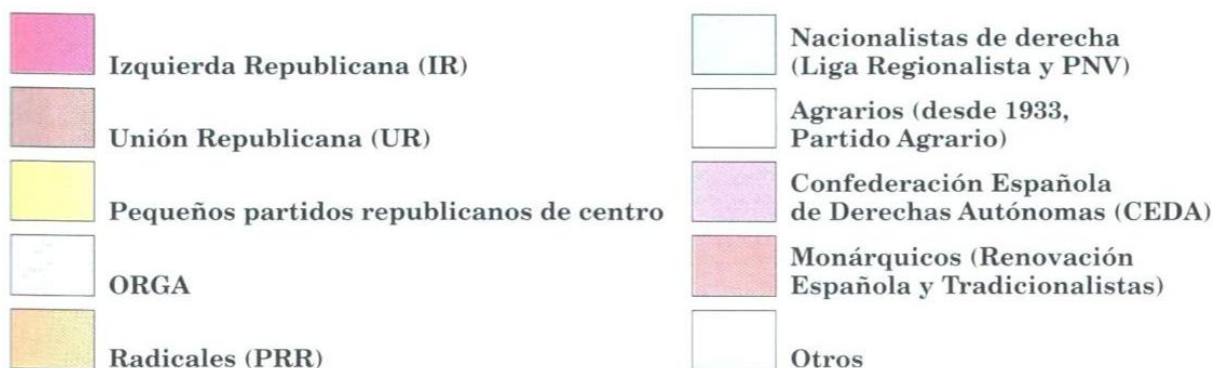 Izquierda Republicana (IR)
Unión Republicana (UR)
Pequeños partidos republicanos de centro
ORGA
Radicales (PRR)
Nacionalistas de derecha
(Liga Regionalista y PNV)
Agrarios (desde 1933,
Partido Agrario)
Confederación Española
de Derechas Autónomas (CEDA)
Monárquicos (Renovación
Española y Tradicionalistas)
Otros